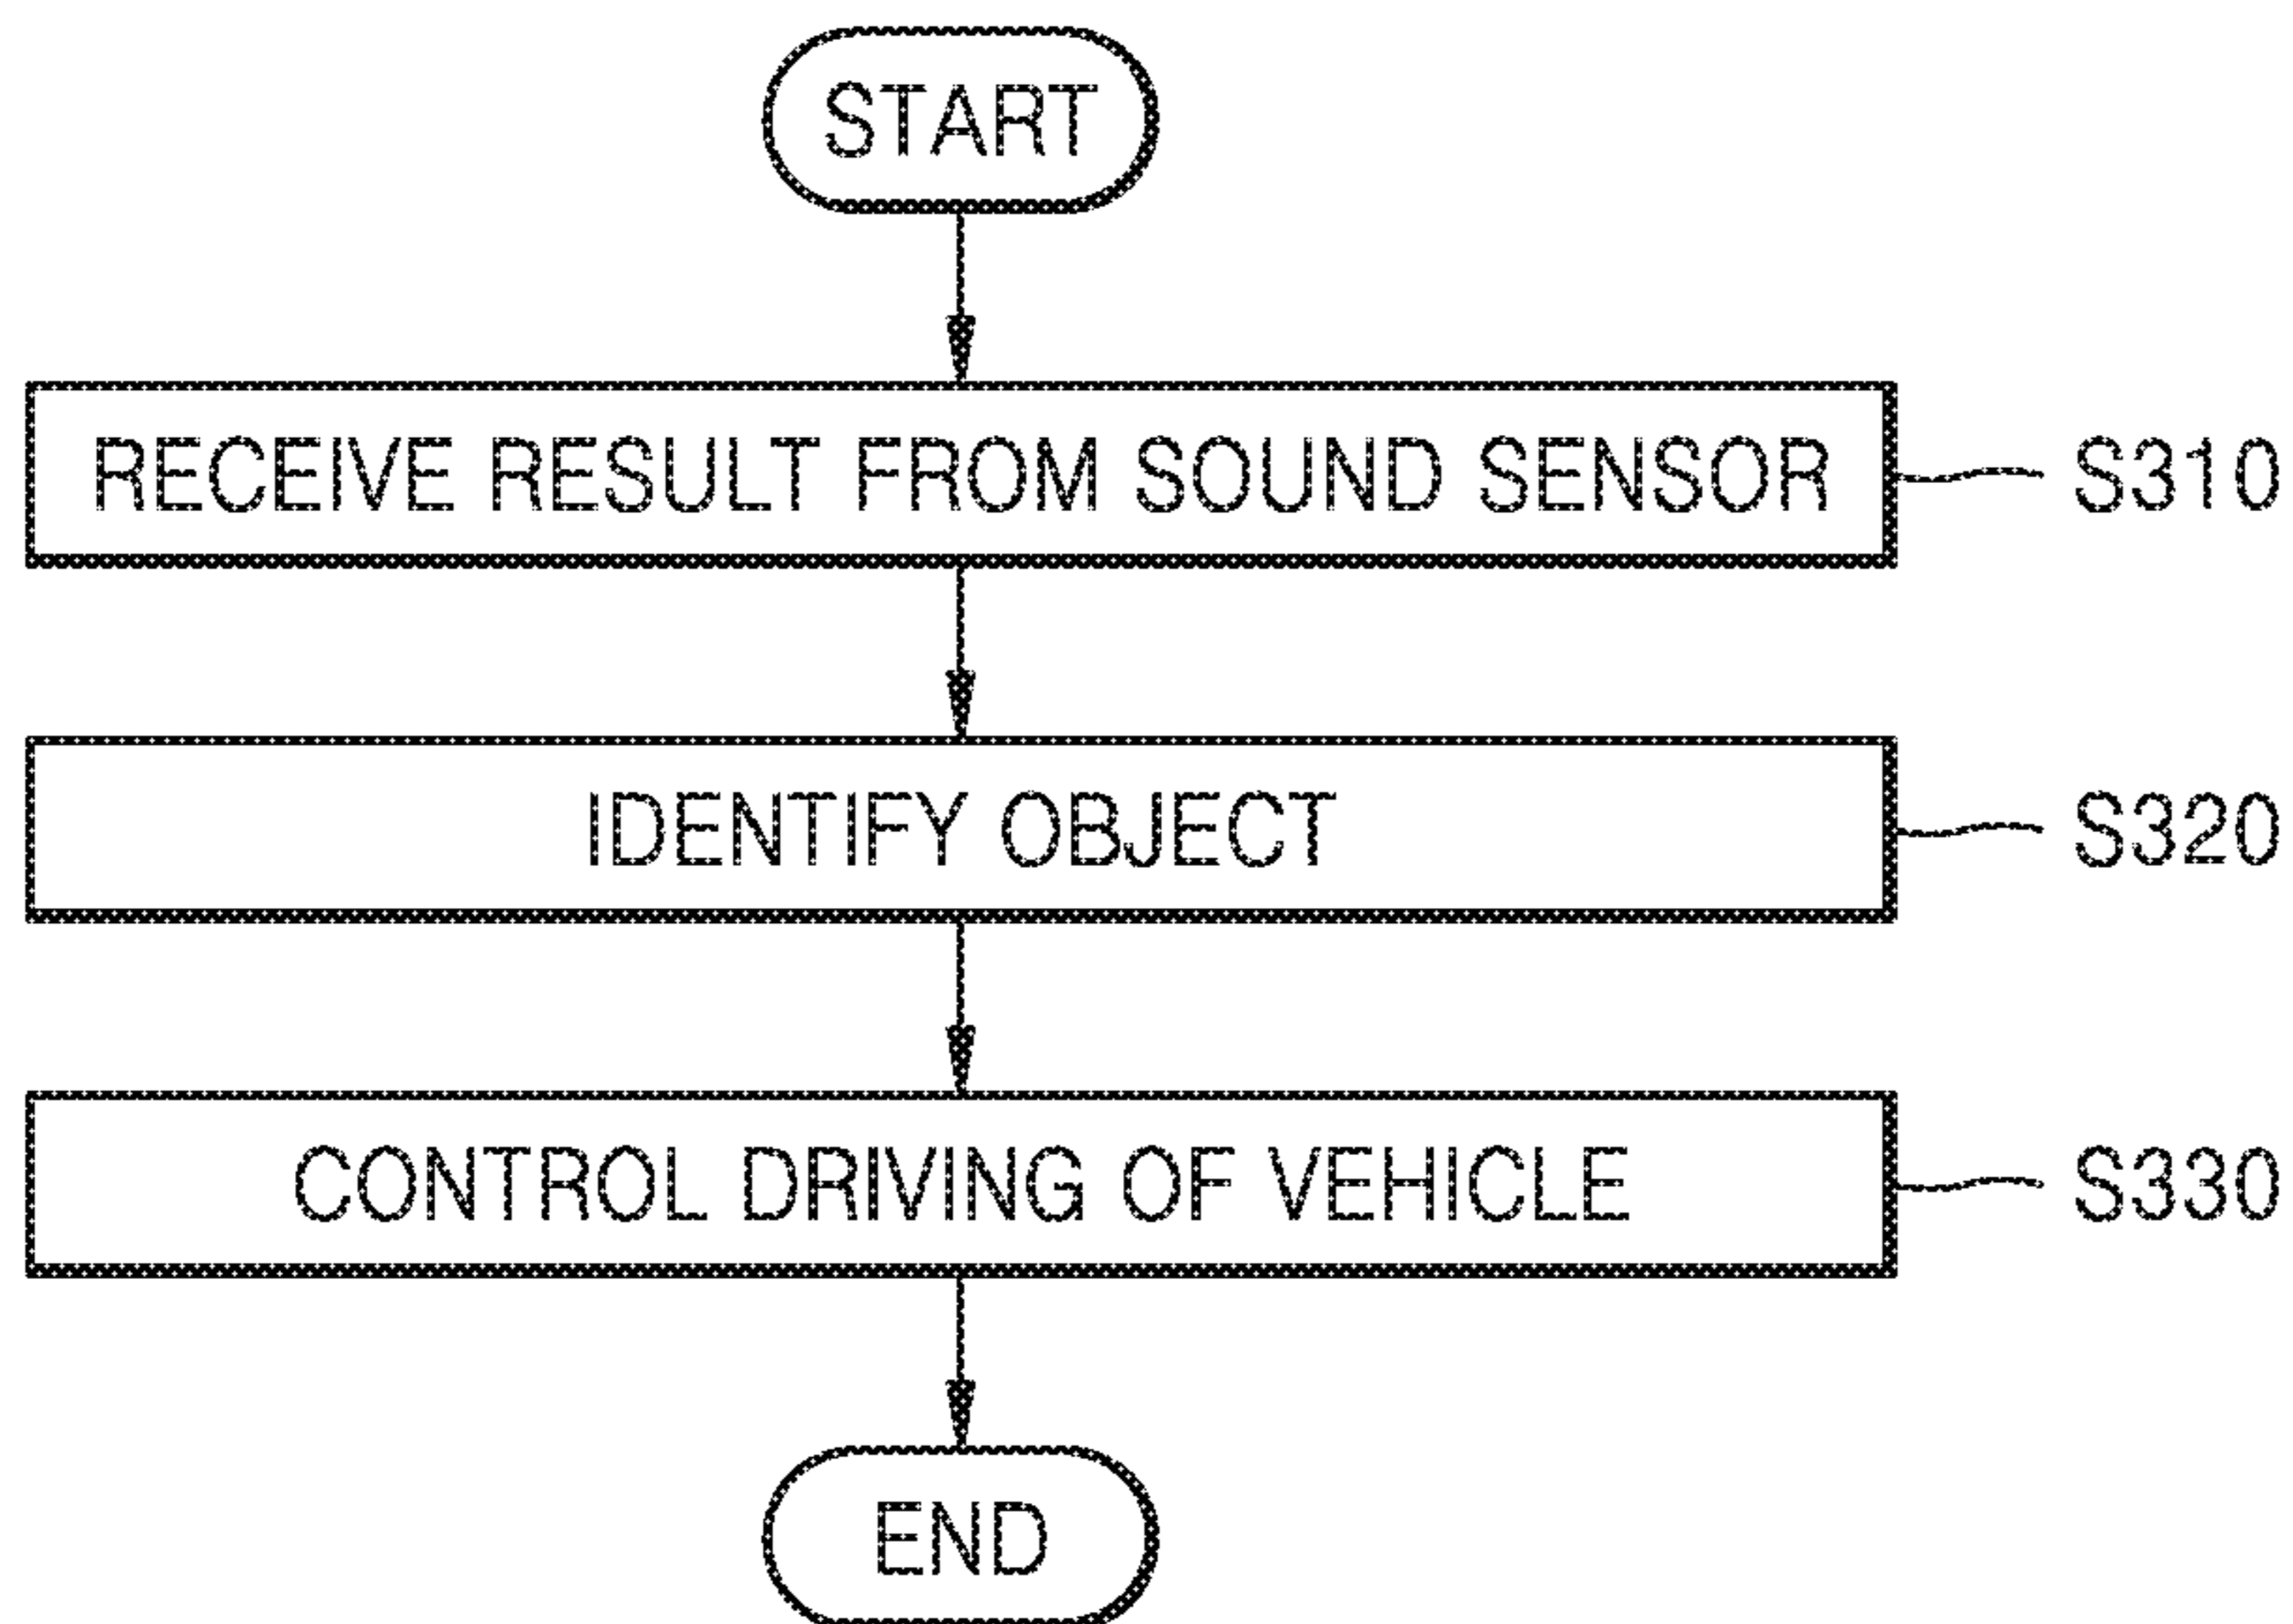 START
RECEIVE RESULT FROM SOUND SENSOR
S310
IDENTIFY OBJECT
S320
CONTROL DRIVING OF VEHICLE
S330
END